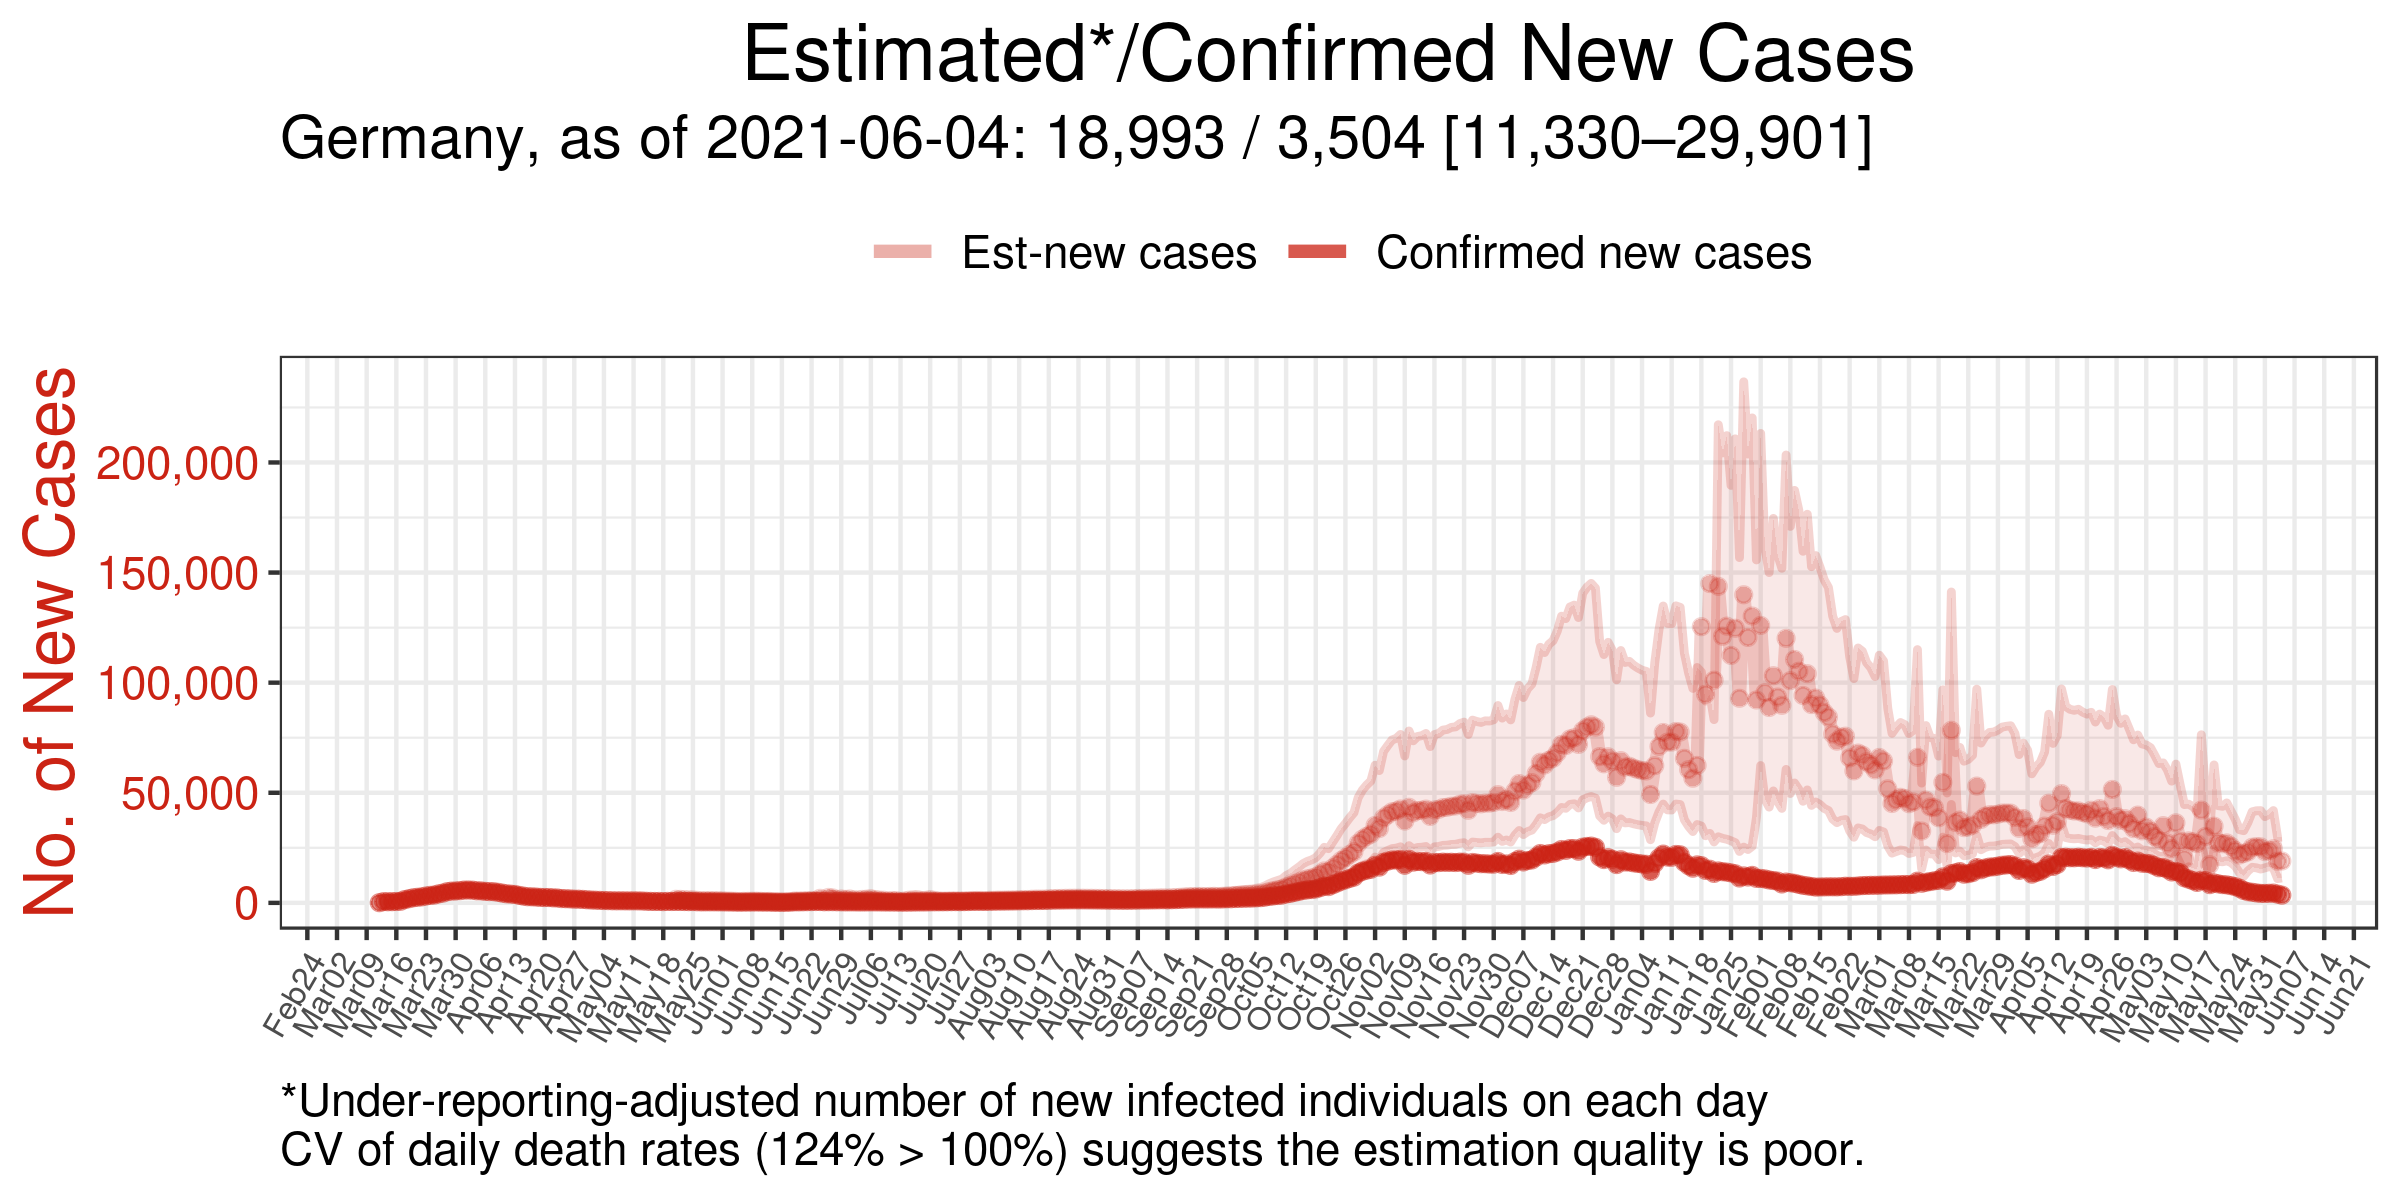 Estimated*/Confirmed New Cases
Germany, as of 2021-06-04: 18,993 / 3,504 [11,330–29,901]
Est-new cases
Confirmed new cases
No. of New Cases
200,000
150,000
100,000
50,000
0
Feb24
Mar02
Mar09
Mar16
Mar23
Mar30
Apr06
Apr13
Apr20
Apr27
May04
May11
May18
May25
Jun01
Jun08
Jun15
Jun22
Jun29
Jul06
Jul13
Jul20
Jul27
Aug03
Aug10
Aug17
Aug24
Aug31
Sep07
Sep14
Sep21
Sep28
Oct05
Oct12
Oct19
Oct26
Nov02
Nov09
Nov16
Nov23
Nov30
Dec07
Dec14
Dec21
Dec28
Jan04
Jan11
Jan18
Jan25
Feb01
Feb08
Feb15
Feb22
Mar01
Mar08
Mar15
Mar22
Mar29
Apr05
Apr12
Apr19
Apr26
May03
May10
May17
May24
May31
Jun07
Jun14
Jun21
*Under-reporting-adjusted number of new infected individuals on each day
CV of daily death rates (124% > 100%) suggests the estimation quality is poor.